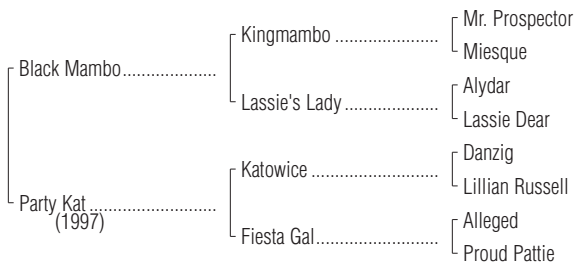 Mr. Prospector
Kingmambo ......................
Miesque
Black Mambo....................
Alydar
Lassie's Lady ....................
Lassie Dear
Danzig
Katowice ...........................
Lillian Russell
Party Kat ...........................
(1997)
Alleged
Fiesta Gal..........................
Proud Pattie